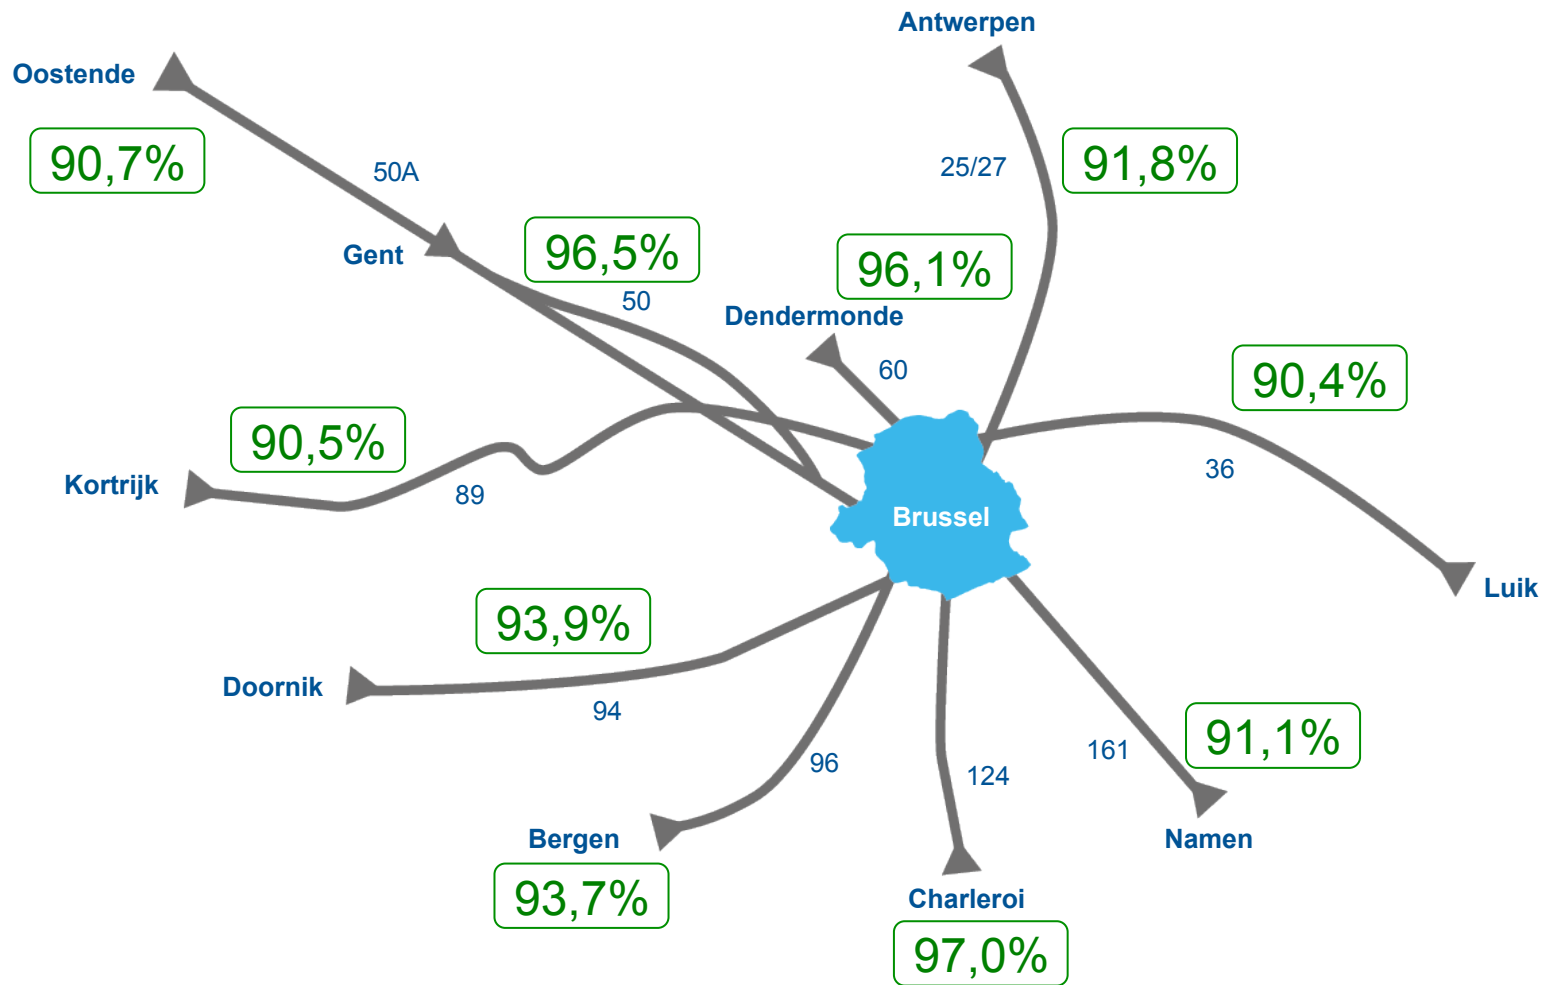 Antwerpen
Oostende
90,7%
50A
25/27
91,8%
Gent
96,5%
50
96,1%
Dendermonde
60
90,4%
36
90,5%
Kortrijk
89
Brussel
Luik
93,9%
Doornik
94
96
124
161
91,1%
Bergen
93,7%
Namen
Charleroi
97,0%